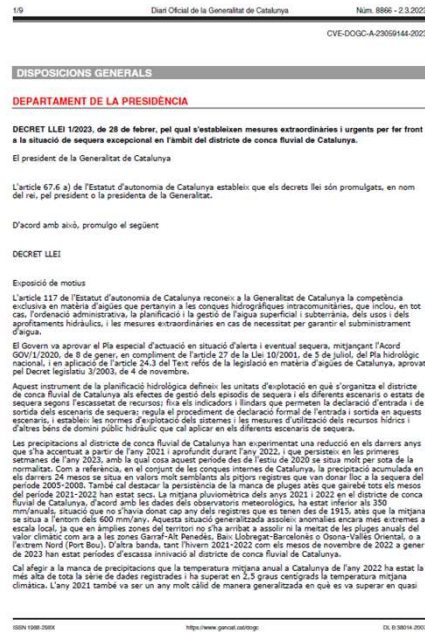 1/9
Diari Oficial de la Generalitat de Catalunya
Núm. 8866 - 2.3.2023
CVE-DOGC-A-23059144-2023
DISPOSICIONS GENERALS
DEPARTAMENT DE LA PRESIDÈNCIA
DECRET LLEI 1/2023, de 28 de febrer, pel qual s'estableixen mesures extraordinàries i urgents per fer front
a la situació de sequera excepcional en l'àmbit del districte de conca fluvial de Catalunya.
El president de la Generalitat de Catalunya
L'article 67.6 a) de l'Estatut d'autonomia de Catalunya estableix que els decrets llei són promulgats, en nom
del rei, pel president o la presidenta de la Generalitat.
D'acord amb això, promulgo el següent
DECRET LLEI
Exposició de motius
L'article 117 de l'Estatut d'autonomia de Catalunya reconeix a la Generalitat de Catalunya la competència
exclusiva en matèria d'aigües que pertanyin a les conques hidrogràfiques intracomunitàries, que inclou, en tot
cas, l'ordenació administrativa, la planificació i la gestió de l'aigua superficial i subterrània, dels usos i dels
aprofitaments hidràulics, i les mesures extraordinàries en cas de necessitat per garantir el subministrament
d'aigua.
El Govern va aprovar el Pla especial d'actuació en situació d'alerta i eventual sequera, mitjançant l'Acord
GOV/1/2020, de 8 de gener, en compliment de l'article 27 de la Llei 10/2001, de 5 de juliol, del Pla hidrològic
nacional, i en aplicació de l'article 24.3 del Text refós de la legislació en matèria d'aigües de Catalunya, aprovat
pel Decret legislatiu 3/2003, de 4 de novembre.
Aquest instrument de la planificació hidrològica defineix les unitats d'explotació en què s'organitza el districte
de conca fluvial de Catalunya als efectes de gestió dels episodis de sequera i els diferents escenaris o estats de
sequera segons l'escassetat de recursos; fixa els indicadors i llindars que permeten la declaració d'entrada i de
sortida dels escenaris de sequera; regula el procediment de declaració formal de l'entrada i sortida en aquests
escenaris, i estableix les normes d'explotació dels sistemes i les mesures d'utilització dels recursos hídrics i
d'altres béns de domini públic hidràulic que cal aplicar en els diferents escenaris de sequera.
Les precipitacions al districte de conca fluvial de Catalunya han experimentat una reducció en els darrers anys
que s'ha accentuat a partir de l'any 2021 i aprofundit durant l'any 2022, i que persisteix en les primeres
setmanes de l'any 2023, amb la qual cosa aquest període des de l'estiu de 2020 se situa molt per sota de la
normalitat. Com a referència, en el conjunt de les conques internes de Catalunya, la precipitació acumulada en
els darrers 24 mesos se situa en valors molt semblants als pitjors registres que van donar lloc a la sequera del
període 2005-2008. També cal destacar la persistència de la manca de pluges atès que gairebé tots els mesos
del període 2021-2022 han estat secs. La mitjana pluviomètrica dels anys 2021 i 2022 en el districte de conca
fluvial de Catalunya, d'acord amb les dades dels observatoris meteorològics, ha estat inferior als 350
mm/anuals, situació que no s'havia donat cap any dels registres que es tenen des de 1915, atès que la mitjana
se situa a l'entorn dels 600 mm/any. Aquesta situació generalitzada assoleix anomalies encara més extremes a
escala local, ja que en àmplies zones del territori no s'ha arribat a assolir ni la meitat de les pluges anuals del
valor climàtic com ara a les zones Garraf-Alt Penedès, Baix Llobregat-Barcelonès o Osona-Vallès Oriental, o a
l'extrem Nord (Port Bou). D'altra banda, tant l'hivern 2021-2022 com els mesos de novembre de 2022 a gener
de 2023 han estat períodes d'escassa innivació al districte de conca fluvial de Catalunya.
Cal afegir a la manca de precipitacions que la temperatura mitjana anual a Catalunya de l'any 2022 ha estat la
més alta de tota la sèrie de dades registrades i ha superat en 2,5 graus centígrads la temperatura mitjana
climàtica. L'any 2021 també va ser un any molt càlid de manera generalitzada en què es va superar en quasi
ISSN 1988-298X
https://www.gencat.cat/dogc
DL B 38014-2007